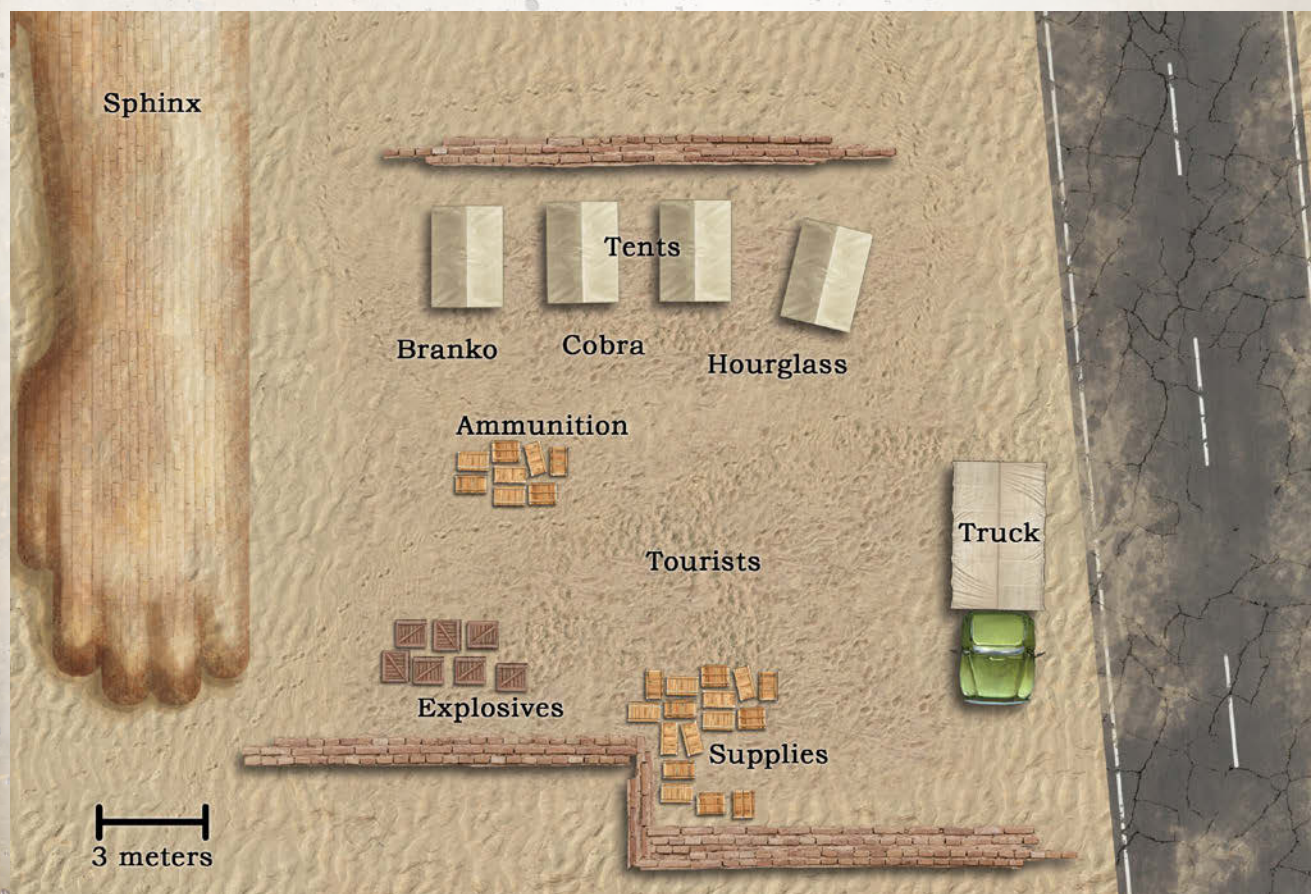 Sphinx
Tents
Branko
Cobra
Hourglass
Ammunition
Truck
Tourists
Explosives
Supplies
3 meters